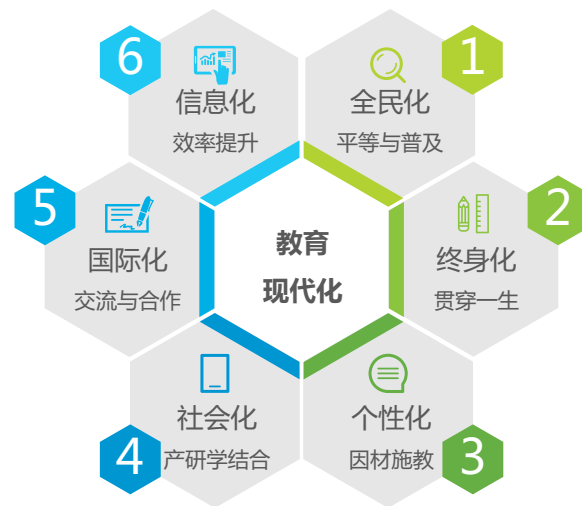 教育
现代化
1
全民化
平等与普及
2
终身化
贯穿一生
3
个性化
因材施教
4
社会化
产研学结合
5
国际化
交流与合作
6
信息化
效率提升